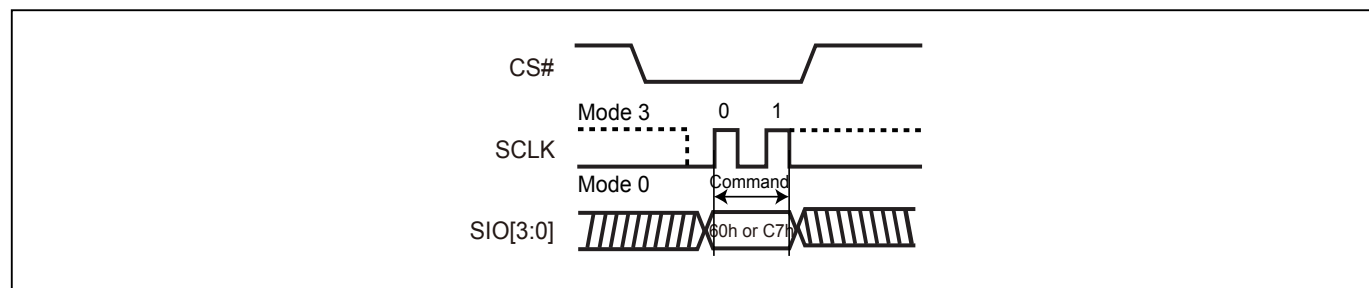 CS#
Mode 3 0 1
SCLK
Mode 0 Command
SIO[3:0] 60h or C7h